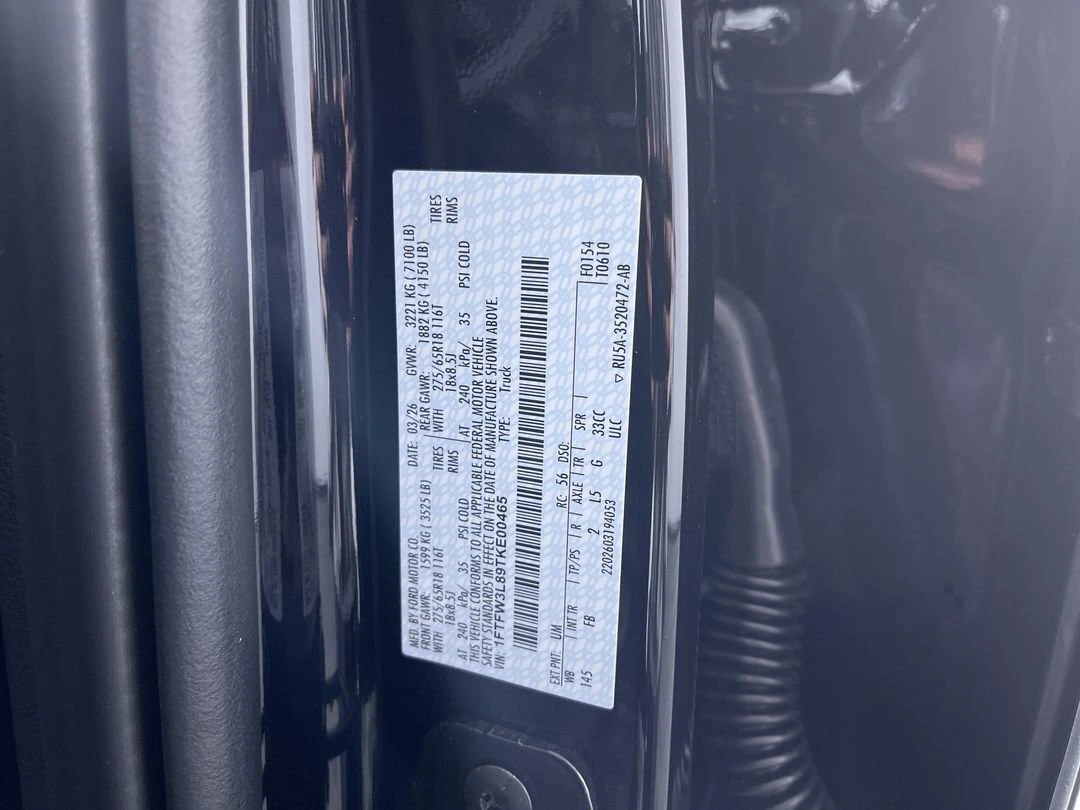 MFD. BY FORD MOTOR CO. DATE: 03/26 GVWR: 3221 KG ( 7100 LB)
FRONT GAWR: 1599 KG ( 3525 LB) REAR GAWR: 1882 KG ( 4150 LB)
WITH 275/65R18 116T TIRES WITH 275/65R18 116T TIRES
18x8.5J RIMS 18x8.5J RIMS
AT 240 kPa/ 35 PSI COLD AT 240 kPa/ 35 PSI COLD
THIS VEHICLE CONFORMS TO ALL APPLICABLE FEDERAL MOTOR VEHICLE
SAFETY STANDARDS IN EFFECT ON THE DATE OF MANUFACTURE SHOWN ABOVE.
VIN: 1FTFW3L89TKE00465 TYPE: Truck
EXT PNT: UM RC: 56 DSO: F0154
WB INT TR TP/PS R AXLE TR SPR T0610
145 FB 2 L5 G 33CC
2202603194053 ULC ▽ RU5A-3520472-AB